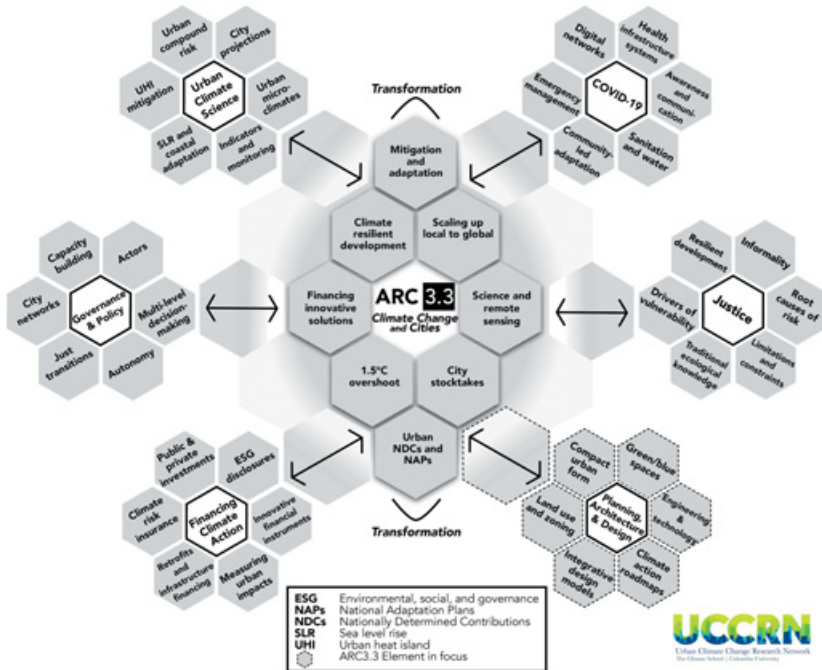 Urban
compound
risk
City
projections
UHI
mitigation
Urban
Climate
Science
Urban
micro-
climates
SLR and
coastal
adaptation
Indicators
and
monitoring
Transformation
Digital
networks
Health
infrastructure
systems
Emergency
management
COVID-19
Awareness and
communi-
cation
Community-
led
adaptation
Sanitation
and
water
Mitigation
and
adaptation
Climate
resilient
development
Scaling up
local to global
Financing
innovative
solutions
ARC 3.3
Climate Change
and Cities
Science and
remote
sensing
1.5°C
overshoot
City
stocktakes
Urban
NDCs and
NAPs
Transformation
Capacity
building
Actors
City
networks
Governance
& Policy
Multi-level
decision-
making
Just
transitions
Autonomy
Resilient
development
Informality
Drivers of
vulnerability
Justice
Root
causes of
risk
Traditional
ecological
knowledge
Limitations
and
constraints
Public &
private
investments
ESG
disclosures
Climate
risk
insurance
Financing
Climate
Action
Innovative
financial
instruments
Retrofits and
infrastructure
financing
Measuring
urban
impacts
Compact
urban
form
Green/blue
spaces
Land use
and zoning
Planning,
Architecture
& Design
Engineering
&
technology
Integrative
design
models
Climate
action
roadmaps
ESG Environmental, social, and governance
NAPs National Adaptation Plans
NDCs Nationally Determined Contributions
SLR Sea level rise
UHI Urban heat island
ARC3.3 Element in focus
UCCRN
Urban Climate Change Research Network
The Climate School | Columbia University